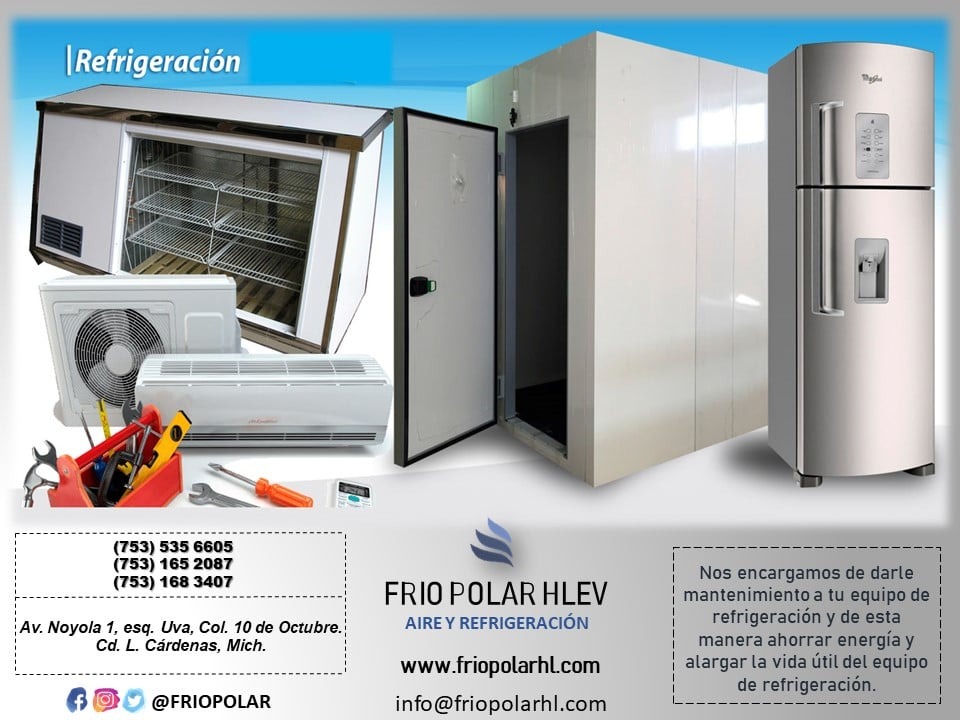 |Refrigeración
Whirlpool
(753) 535 6605
(753) 165 2087
(753) 168 3407
Av. Noyola 1, esq. Uva, Col. 10 de Octubre.
Cd. L. Cárdenas, Mich.
@FRIOPOLAR
FRIO POLAR HLEV
AIRE Y REFRIGERACIÓN
www.friopolarhl.com
info@friopolarhl.com
Nos encargamos de darle
mantenimiento a tu equipo de
refrigeración y de esta
manera ahorrar energía y
alargar la vida útil del equipo
de refrigeración.